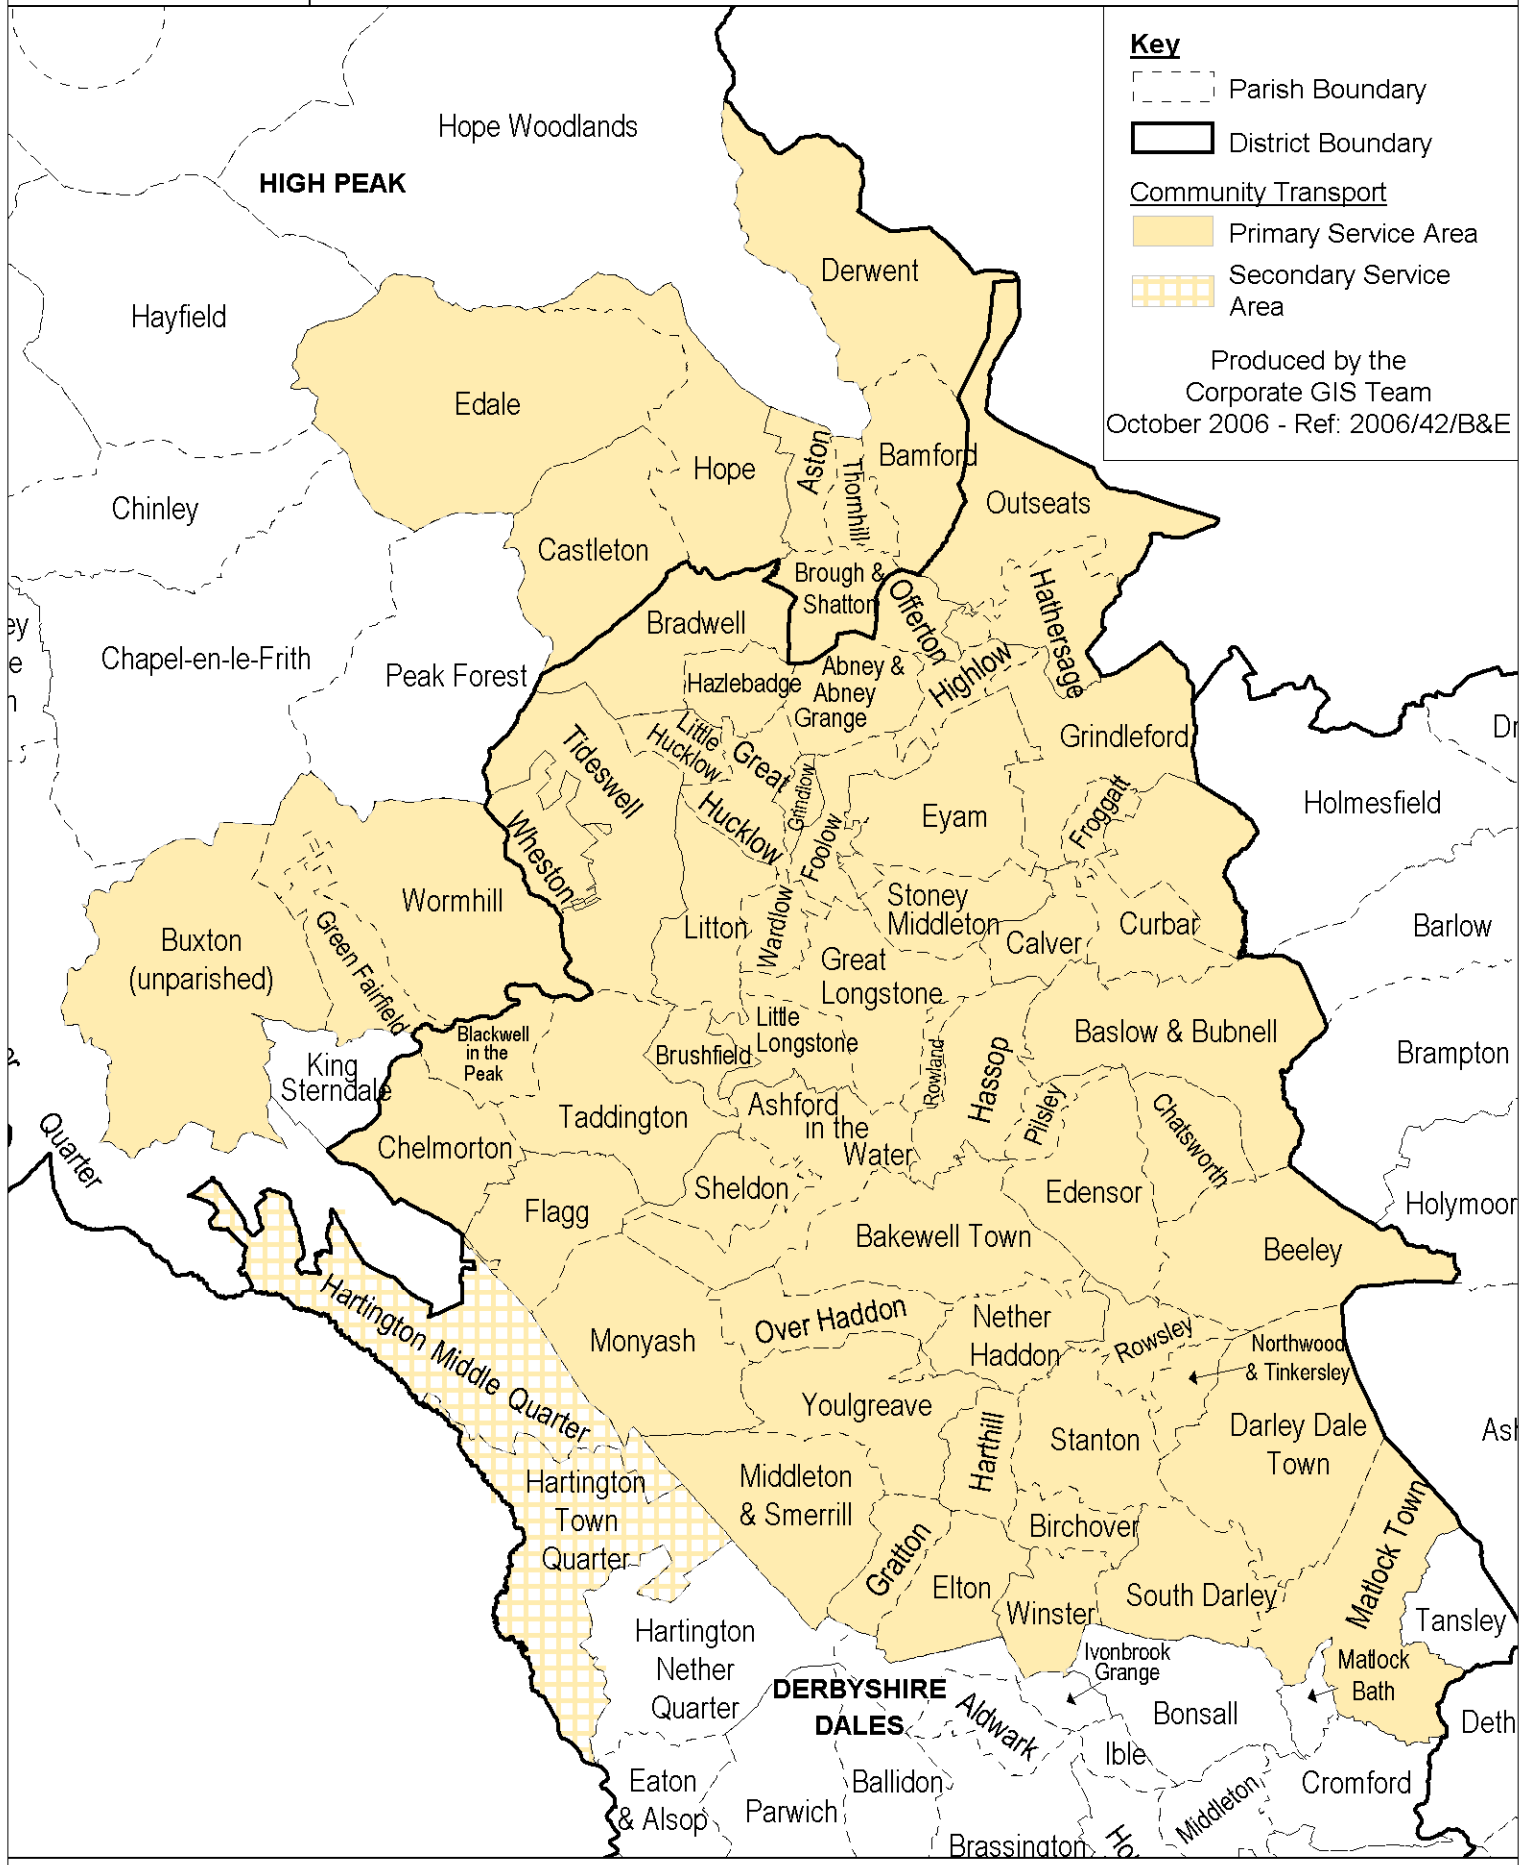 Key
Parish Boundary
District Boundary
Community Transport
Primary Service Area
Secondary Service
Area
Produced by the
Corporate GIS Team
October 2006 - Ref: 2006/42/B&E
Hope Woodlands
HIGH PEAK
Derwent
Hayfield
Edale
Hope
Aston
Thornhill
Bamford
Outseats
Chinley
Castleton
Brough &
Shatton
Offerton
Hathersage
Bradwell
Chapel-en-le-Frith
Peak Forest
Hazlebadge
Abney &
Abney
Grange
Highlow
Grindleford
Little
Hucklow
Great
Hucklow
Grindlow
Foolow
Tideswell
Wheston
Eyam
Froggatt
Holmesfield
Wormhill
Buxton
(unparished)
Green Fairfield
Litton
Wardlow
Stoney
Middleton
Calver
Curbar
Barlow
Great
Longstone
Little
Longstone
Brushfield
Blackwell
in the
Peak
Rowland
Hassop
Baslow & Bubnell
Brampton
King
Sterndale
Taddington
Ashford
in the
Water
Pilsley
Chatsworth
Quarter
Chelmorton
Sheldon
Edensor
Holymoor
Flagg
Bakewell Town
Beeley
Hartington Middle Quarter
Monyash
Over Haddon
Nether
Haddon
Rowsley
Northwood
& Tinkersley
Youlgreave
Harthill
Stanton
Darley Dale
Town
Ash
Hartington
Town
Quarter
Middleton
& Smerrill
Gratton
Birchover
Matlock Town
Elton
Winster
South Darley
Tansley
Hartington
Nether
Quarter
Ivonbrook
Grange
Matlock
Bath
DERBYSHIRE
DALES
Aldwark
Bonsall
Deth
Ible
Eaton
& Alsop
Parwich
Ballidon
Cromford
Middleton
Brassington
Ho